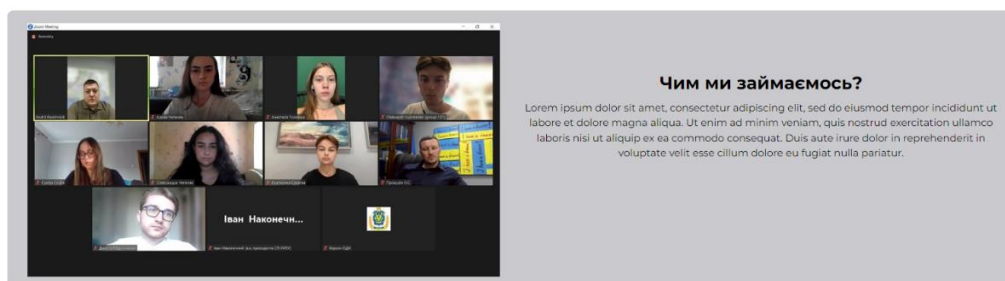 Zoom Meeting
Recording
Іван Наконечн...
Чим ми займаємось?
Lorem ipsum dolor sit amet, consectetur adipiscing elit, sed do eiusmod tempor incididunt ut
labore et dolore magna aliqua. Ut enim ad minim veniam, quis nostrud exercitation ullamco
laboris nisi ut aliquip ex ea commodo consequat. Duis aute irure dolor in reprehenderit in
voluptate velit esse cillum dolore eu fugiat nulla pariatur.